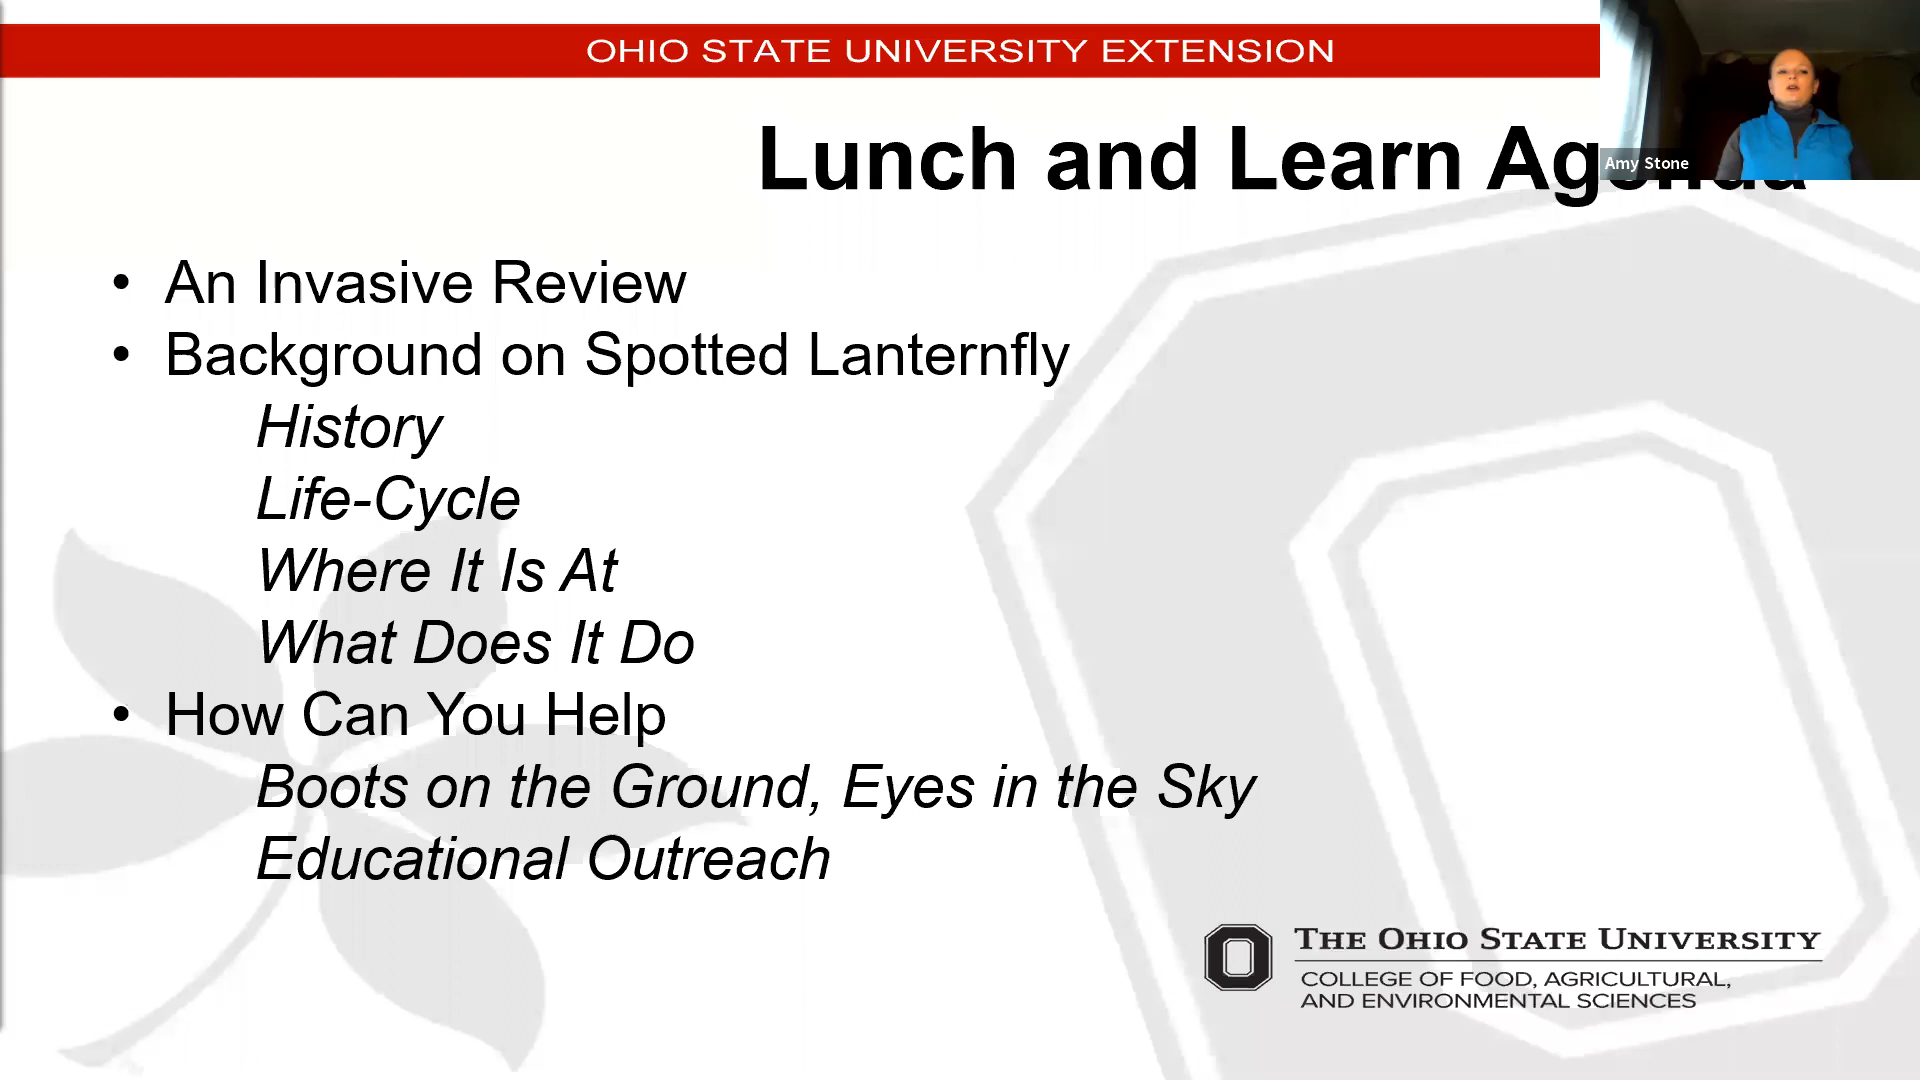 OHIO STATE UNIVERSITY EXTENSION
Lunch and Learn Agenda
Amy Stone
• An Invasive Review
• Background on Spotted Lanternfly
History
Life-Cycle
Where It Is At
What Does It Do
• How Can You Help
Boots on the Ground, Eyes in the Sky
Educational Outreach
THE OHIO STATE UNIVERSITY
COLLEGE OF FOOD, AGRICULTURAL,
AND ENVIRONMENTAL SCIENCES